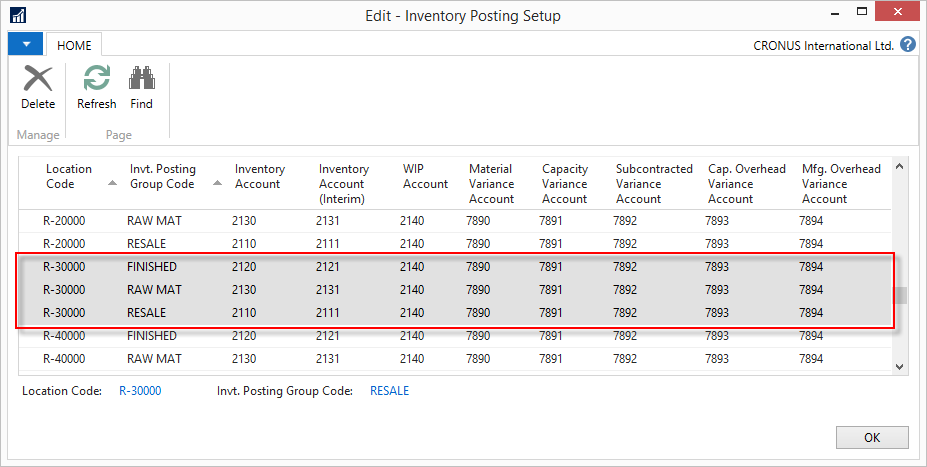 Edit - Inventory Posting Setup
HOME
CRONUS International Ltd. ?
Delete Refresh Find
Manage Page
Location Code Invt. Posting Group Code Inventory Account Inventory Account (Interim) WIP Account Material Variance Account Capacity Variance Account Subcontracted Variance Account Cap. Overhead Variance Account Mfg. Overhead Variance Account
R-20000 RAW MAT 2130 2131 2140 7890 7891 7892 7893 7894
R-20000 RESALE 2110 2111 2140 7890 7891 7892 7893 7894
R-30000 FINISHED 2120 2121 2140 7890 7891 7892 7893 7894
R-30000 RAW MAT 2130 2131 2140 7890 7891 7892 7893 7894
R-30000 RESALE 2110 2111 2140 7890 7891 7892 7893 7894
R-40000 FINISHED 2120 2121 2140 7890 7891 7892 7893 7894
R-40000 RAW MAT 2130 2131 2140 7890 7891 7892 7893 7894
Location Code: R-30000 Invt. Posting Group Code: RESALE
OK